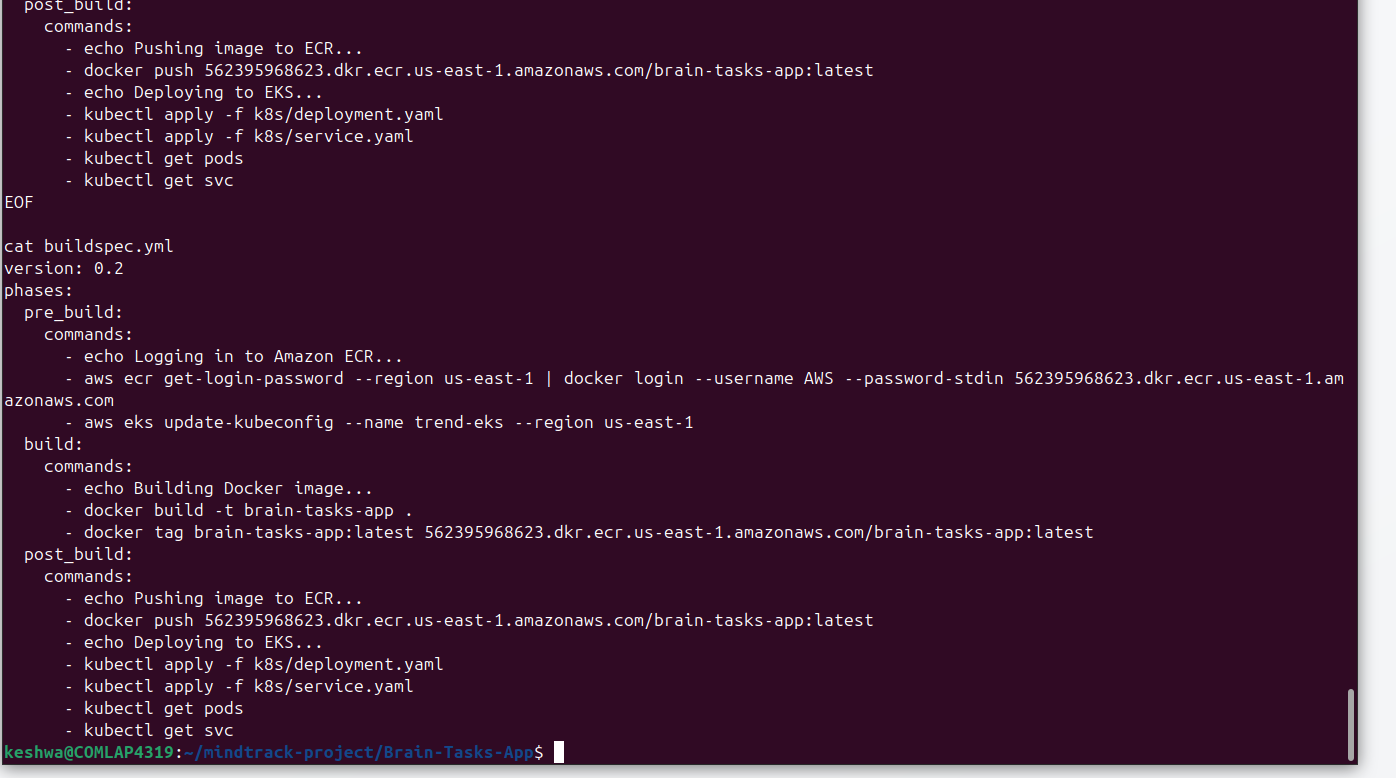 post_build:
    commands:
      - echo Pushing image to ECR...
      - docker push 562395968623.dkr.ecr.us-east-1.amazonaws.com/brain-tasks-app:latest
      - echo Deploying to EKS...
      - kubectl apply -f k8s/deployment.yaml
      - kubectl apply -f k8s/service.yaml
      - kubectl get pods
      - kubectl get svc
EOF

cat buildspec.yml
version: 0.2
phases:
  pre_build:
    commands:
      - echo Logging in to Amazon ECR...
      - aws ecr get-login-password --region us-east-1 | docker login --username AWS --password-stdin 562395968623.dkr.ecr.us-east-1.am
azonaws.com
      - aws eks update-kubeconfig --name trend-eks --region us-east-1
  build:
    commands:
      - echo Building Docker image...
      - docker build -t brain-tasks-app .
      - docker tag brain-tasks-app:latest 562395968623.dkr.ecr.us-east-1.amazonaws.com/brain-tasks-app:latest
  post_build:
    commands:
      - echo Pushing image to ECR...
      - docker push 562395968623.dkr.ecr.us-east-1.amazonaws.com/brain-tasks-app:latest
      - echo Deploying to EKS...
      - kubectl apply -f k8s/deployment.yaml
      - kubectl apply -f k8s/service.yaml
      - kubectl get pods
      - kubectl get svc
keshwa@COMLAP4319:~/mindtrack-project/Brain-Tasks-App$